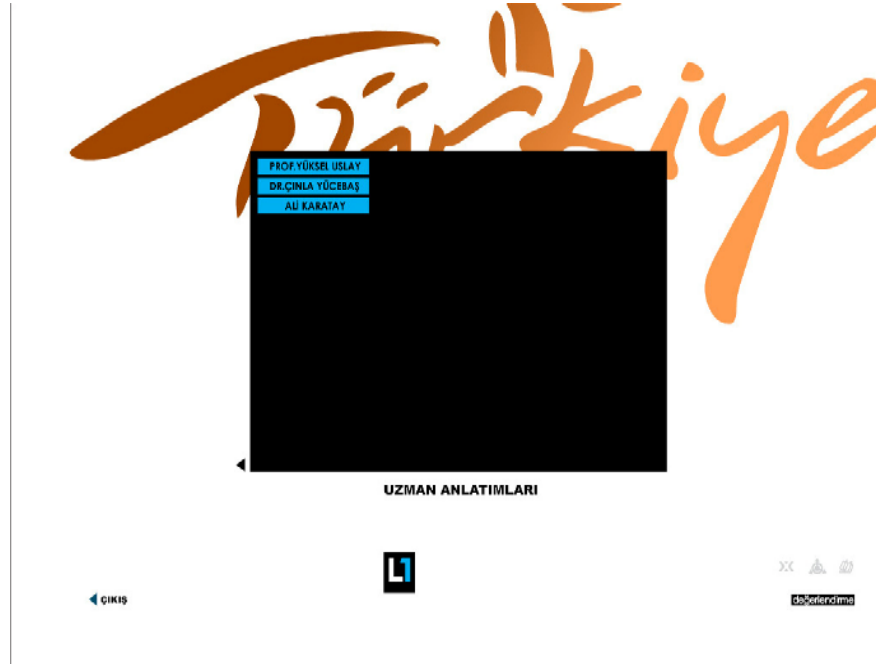 Türkiye
PROF.YÜKSEL USLAY
DR.ÇINLA YÜCEBAŞ
ALİ KARATAY
UZMAN ANLATIMLARI
L1
ÇIKIŞ
değerlendirme